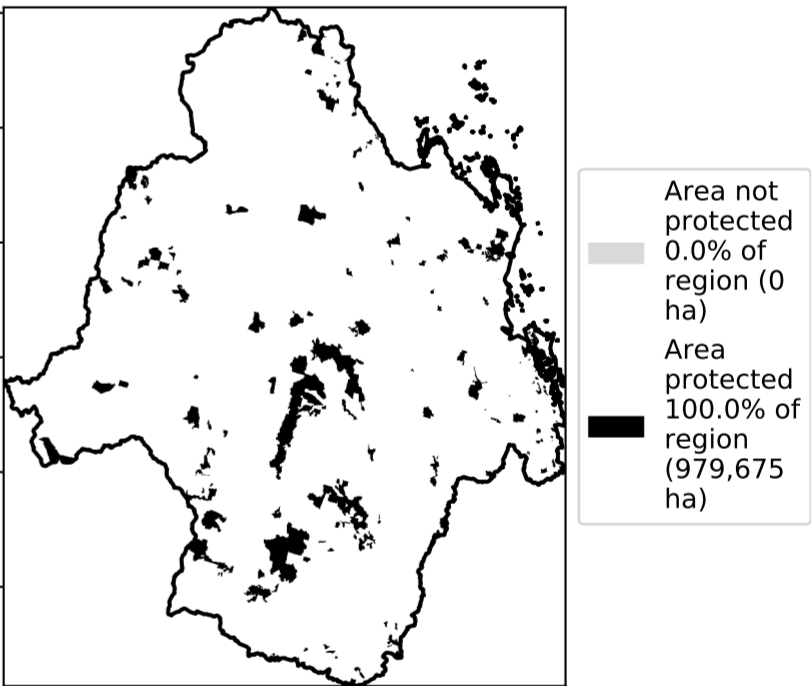 Area not
protected
0.0% of
region (0
ha)
Area
protected
100.0% of
region
(979,675
ha)